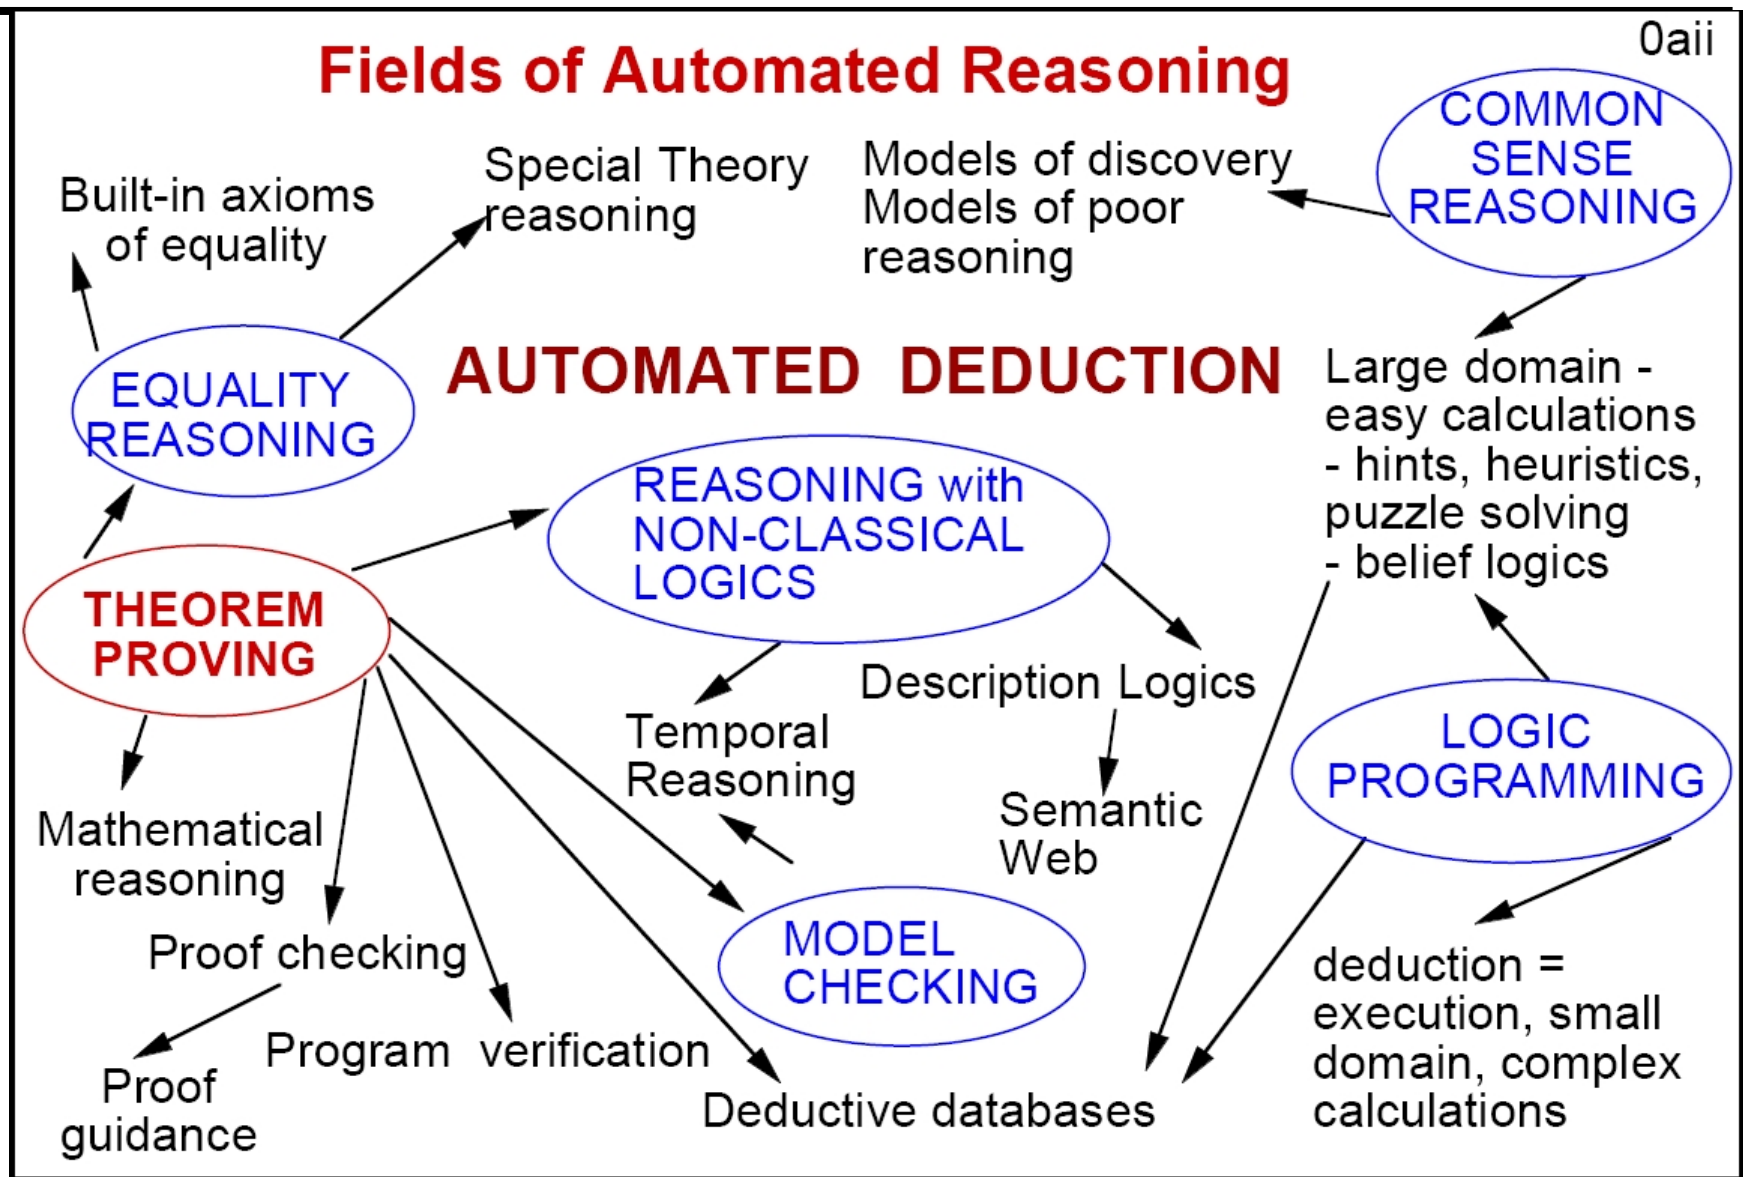 0aii
Fields of Automated Reasoning
COMMON
SENSE
REASONING
Built-in axioms
of equality
Special Theory
reasoning
Models of discovery
Models of poor
reasoning
EQUALITY
REASONING
AUTOMATED DEDUCTION
Large domain -
easy calculations
- hints, heuristics,
puzzle solving
- belief logics
REASONING with
NON-CLASSICAL
LOGICS
THEOREM
PROVING
Description Logics
Temporal
Reasoning
LOGIC
PROGRAMMING
Semantic
Web
Mathematical
reasoning
Proof checking
MODEL
CHECKING
Program verification
Proof
guidance
Deductive databases
deduction =
execution, small
domain, complex
calculations